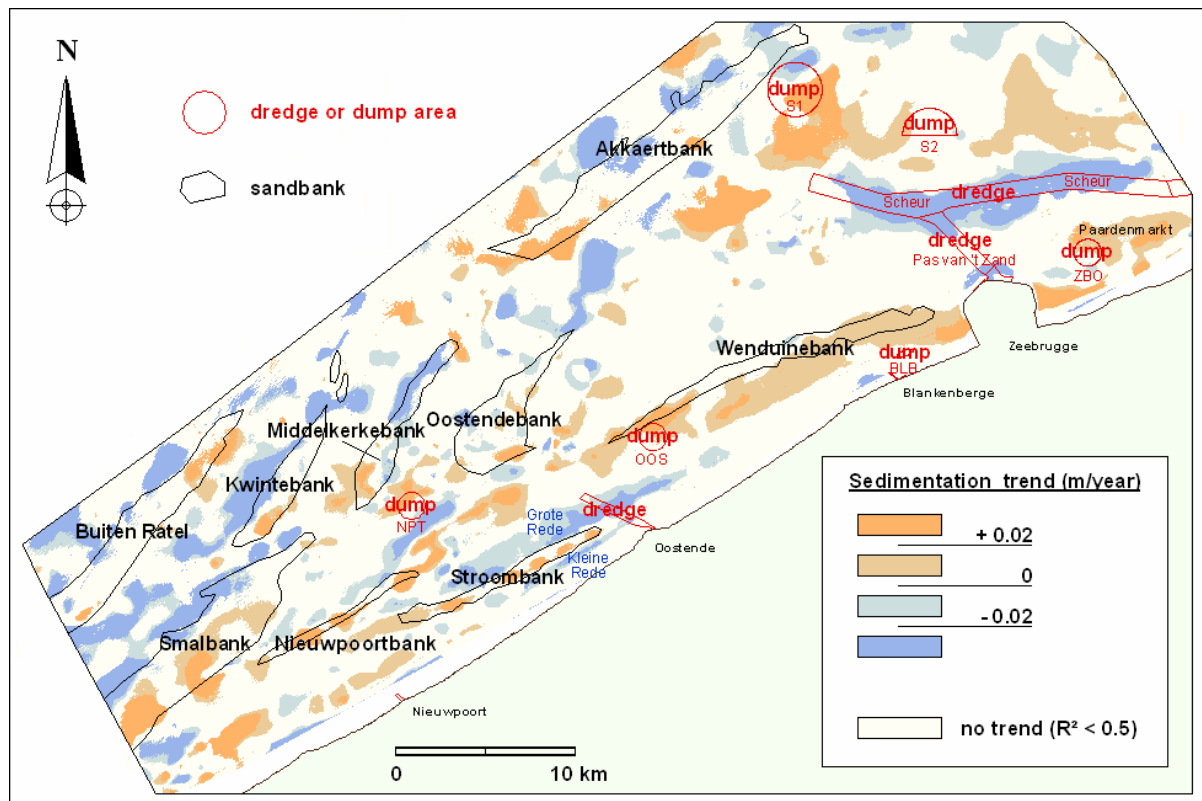 N
dredge or dump area
sandbank
Akkaertbank
dump
S1
dump
S2
Scheur
dredge
Scheur
dredge
Pas van 't Zand
Paardenmarkt
dump
ZBO
Zeebrugge
Wenduinebank
dump
BLB
Blankenberge
Oostendebank
Middelkerkebank
Kwintebank
Buiten Ratel
dump
OOS
dump
NPT
Grote
Rede
dredge
Oostende
Kleine
Rede
Stroombank
Smalbank
Nieuwpoortbank
Nieuwpoort
0 10 km
Sedimentation trend (m/year)
+ 0.02
0
- 0.02
no trend (R² < 0.5)